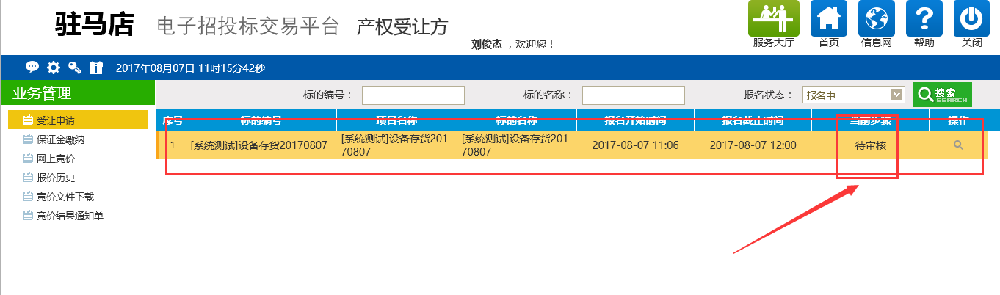 驻马店 电子招投标交易平台 产权受让方
刘俊杰 ，欢迎您！
服务大厅 首页 信息网 帮助 关闭
2017年08月07日 11时15分42秒
业务管理
标的编号： 标的名称： 报名状态： 报名中 搜索 SEARCH
受让申请
保证金缴纳
网上竞价
报价历史
竞价文件下载
竞价结果通知单
序号 标的编号 项目名称 标的名称 报名开始时间 报名截止时间 当前步骤 操作
1 [系统测试]设备存货20170807 [系统测试]设备存货20170807 [系统测试]设备存货20170807 2017-08-07 11:06 2017-08-07 12:00 待审核